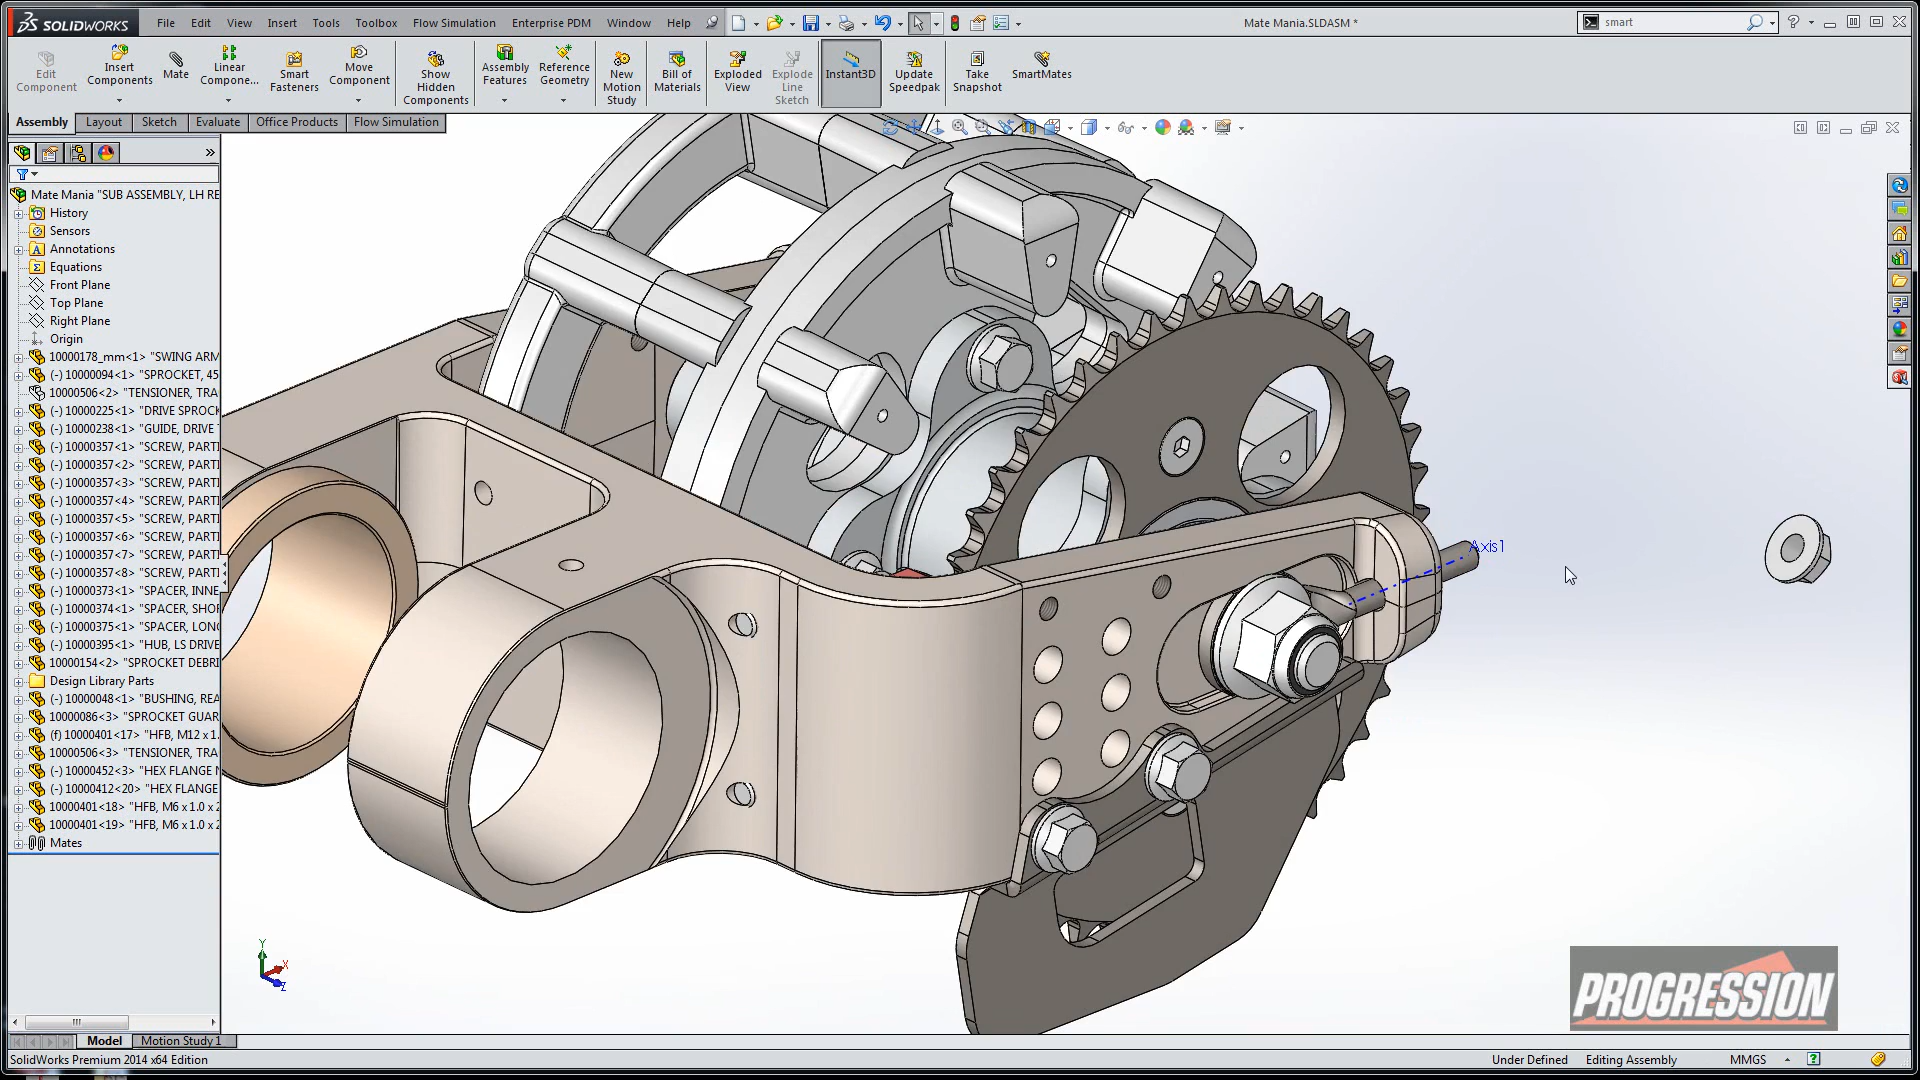 SOLIDWORKS File Edit View Insert Tools Toolbox Flow Simulation Enterprise PDM Window Help Mate Mania.SLDASM * smart
Edit Component
Insert Components
Mate
Linear Compone...
Smart Fasteners
Move Component
Show Hidden Components
Assembly Features
Reference Geometry
New Motion Study
Bill of Materials
Exploded View
Explode Line Sketch
Instant3D
Update Speedpak
Take Snapshot
SmartMates
Assembly Layout Sketch Evaluate Office Products Flow Simulation
Mate Mania "SUB ASSEMBLY, LH RE
History
Sensors
Annotations
Equations
Front Plane
Top Plane
Right Plane
Origin
10000178_mm<1> "SWING ARM
(-) 10000094<1> "SPROCKET, 45
10000506<2> "TENSIONER, TRA
(-) 10000225<1> "DRIVE SPROCK
(-) 10000238<1> "GUIDE, DRIVE
(-) 10000357<1> "SCREW, PARTI
(-) 10000357<2> "SCREW, PARTI
(-) 10000357<3> "SCREW, PARTI
(-) 10000357<4> "SCREW, PARTI
(-) 10000357<5> "SCREW, PARTI
(-) 10000357<6> "SCREW, PARTI
(-) 10000357<7> "SCREW, PARTI
(-) 10000357<8> "SCREW, PARTI
(-) 10000373<1> "SPACER, INNE
(-) 10000374<1> "SPACER, SHO
(-) 10000375<1> "SPACER, LONG
(-) 10000395<1> "HUB, LS DRIVE
10000154<2> "SPROCKET DEBRI
Design Library Parts
(-) 10000048<1> "BUSHING, REA
10000086<3> "SPROCKET GUAR
(f) 10000401<17> "HFB, M12 x 1.
10000506<3> "TENSIONER, TRA
(-) 10000452<3> "HEX FLANGE N
(-) 10000412<20> "HEX FLANGE
10000401<18> "HFB, M6 x 1.0 x 2
10000401<19> "HFB, M6 x 1.0 x 2
Mates
Axis1
Y
X
Z
PROGRESSION
Model Motion Study 1
SolidWorks Premium 2014 x64 Edition Under Defined Editing Assembly MMGS